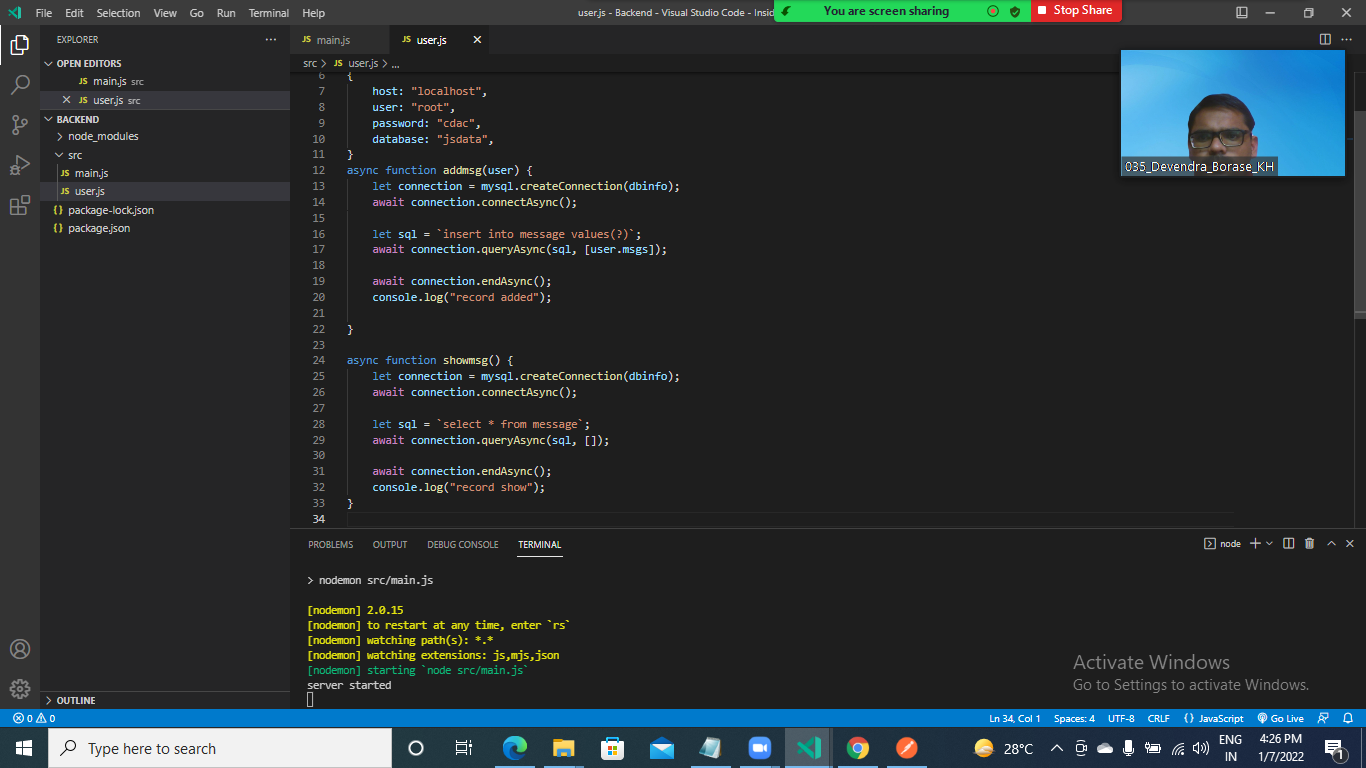 File Edit Selection View Go Run Terminal Help
user.js - Backend - Visual Studio Code - Insid
You are screen sharing
Stop Share
EXPLORER
OPEN EDITORS
JS main.js src
JS user.js src
BACKEND
node_modules
src
JS main.js
JS user.js
{} package-lock.json
{} package.json
OUTLINE
JS main.js
JS user.js
src > JS user.js > ...
6 {
7 host: "localhost",
8 user: "root",
9 password: "cdac",
10 database: "jsdata",
11 }
12 async function addmsg(user) {
13 let connection = mysql.createConnection(dbinfo);
14 await connection.connectAsync();
15
16 let sql = `insert into message values(?)`;
17 await connection.queryAsync(sql, [user.msgs]);
18
19 await connection.endAsync();
20 console.log("record added");
21
22 }
23
24 async function showmsg() {
25 let connection = mysql.createConnection(dbinfo);
26 await connection.connectAsync();
27
28 let sql = `select * from message`;
29 await connection.queryAsync(sql, []);
30
31 await connection.endAsync();
32 console.log("record show");
33 }
34
035_Devendra_Borase_KH
PROBLEMS OUTPUT DEBUG CONSOLE TERMINAL
node
> nodemon src/main.js
[nodemon] 2.0.15
[nodemon] to restart at any time, enter `rs`
[nodemon] watching path(s): *.*
[nodemon] watching extensions: js,mjs,json
[nodemon] starting `node src/main.js`
server started
Activate Windows
Go to Settings to activate Windows.
0 0
Ln 34, Col 1 Spaces: 4 UTF-8 CRLF {} JavaScript Go Live
Type here to search
28°C
ENG
IN
4:26 PM
1/7/2022
1